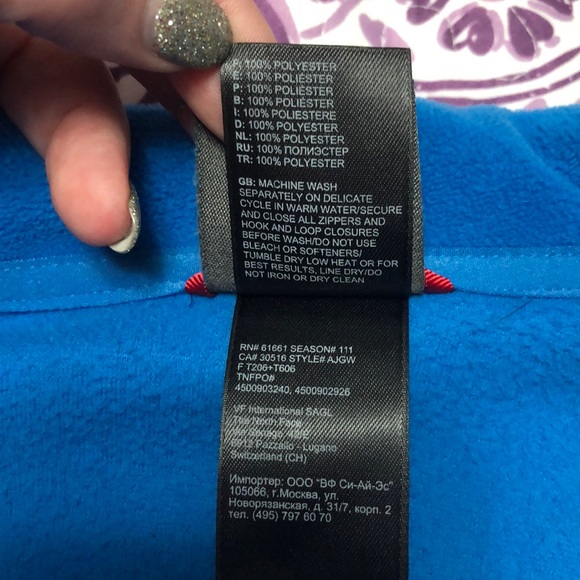 F: 100% POLYESTER
E: 100% POLIÉSTER
P: 100% POLIÉSTER
B: 100% POLYESTER
I: 100% POLIESTERE
D: 100% POLYESTER
NL: 100% POLYESTER
RU: 100% ПОЛИЭСТЕР
TR: 100% POLYESTER
GB: MACHINE WASH
SEPARATELY ON DELICATE
CYCLE IN WARM WATER/SECURE
AND CLOSE ALL ZIPPERS AND
HOOK AND LOOP CLOSURES
BEFORE WASH/DO NOT USE
BLEACH OR SOFTENERS/
TUMBLE DRY LOW HEAT OR FOR
BEST RESULTS, LINE DRY/DO
NOT IRON OR DRY CLEAN
RN# 61661 SEASON# 111
CA# 30516 STYLE# AJGW
F T206+T606
TNFPO#
4500903240, 4500902926
VF International SAGL
The North Face
6912 Pazzallo - Lugano
Switzerland (CH)
Импортер: ООО "ВФ Си-Ай-Эс"
105066, г.Москва, ул.
Новорязанская, д. 31/7, корп. 2
тел. (495) 797 60 70